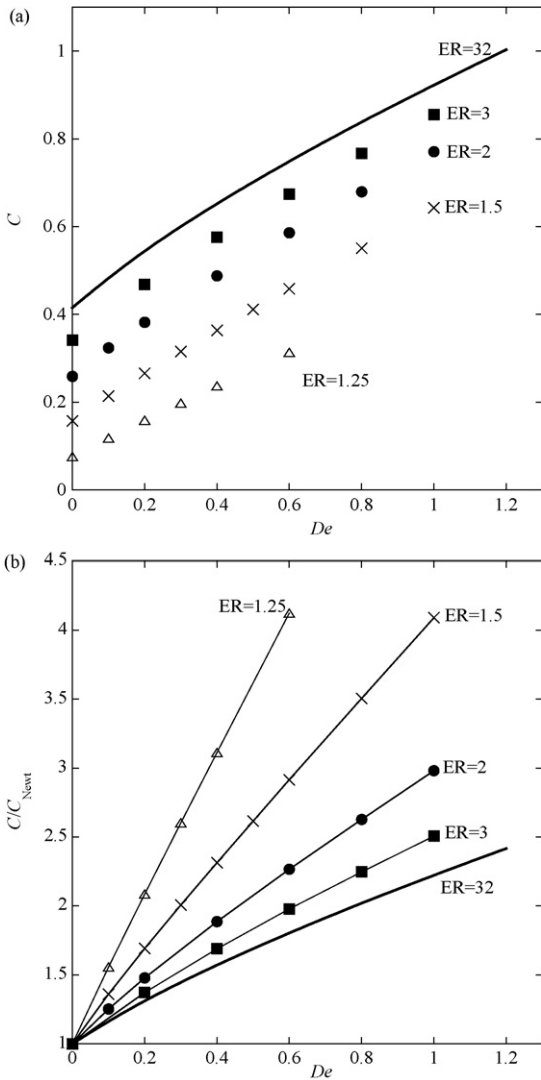 (a)
1
ER=32
ER=3
0.8
ER=2
ER=1.5
0.6
C
0.4
ER=1.25
0.2
0
0 0.2 0.4 0.6 0.8 1 1.2
De
(b)
4.5
ER=1.25
ER=1.5
4
3.5
C/C Newt
3
ER=2
2.5
ER=3
ER=32
2
1.5
1
0 0.2 0.4 0.6 0.8 1 1.2
De